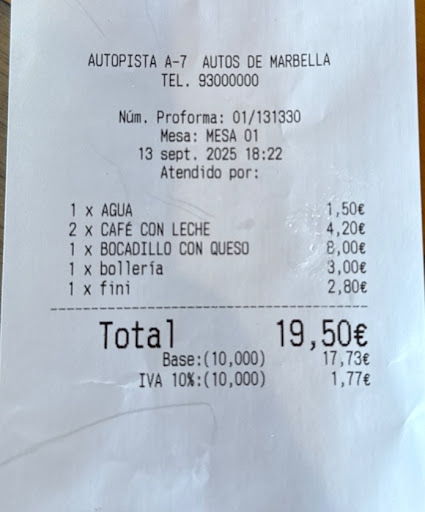 AUTOPISTA A-7 AUTOS DE MARBELLA
TEL. 93000000
Núm. Proforma: 01/131330
Mesa: MESA 01
13 sept. 2025 18:22
Atendido por:
1 x AGUA 1,50€
2 x CAFÉ CON LECHE 4,20€
1 x BOCADILLO CON QUESO 8,00€
1 x bollería 3,00€
1 x fini 2,80€
Total 19,50€
Base:(10,000) 17,73€
IVA 10%:(10,000) 1,77€